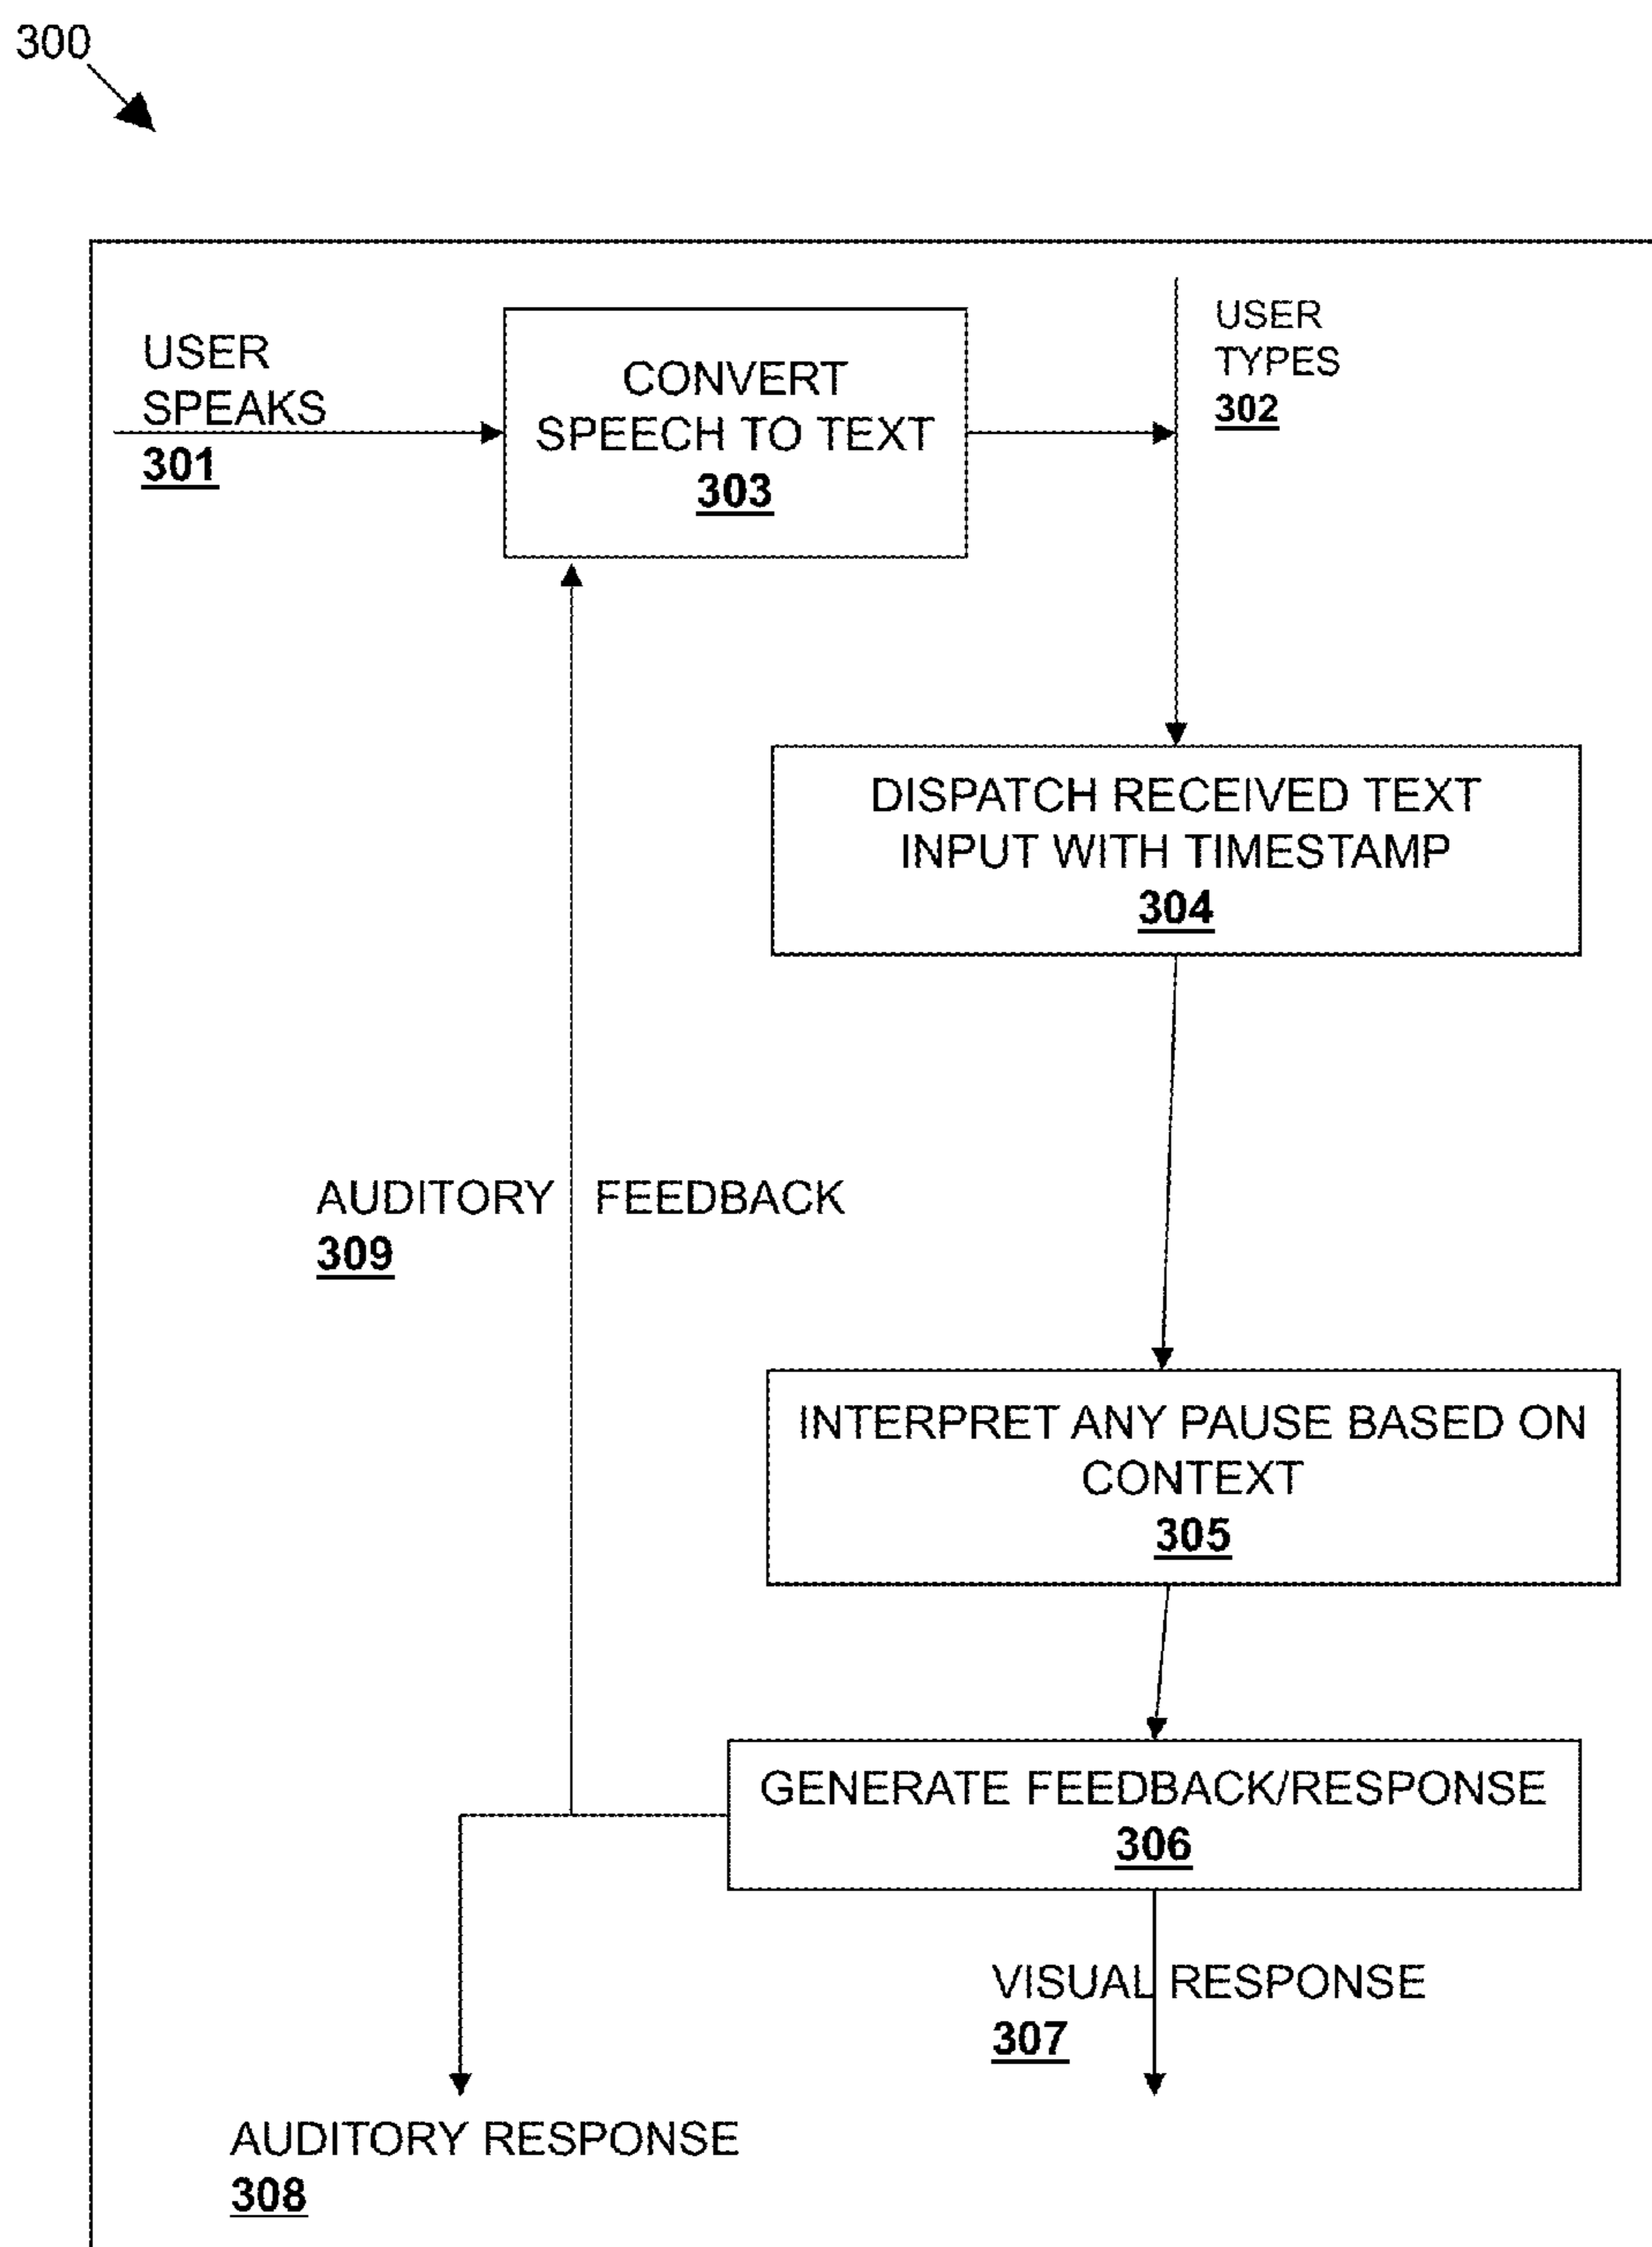 300
USER
SPEAKS
301
CONVERT
SPEECH TO TEXT
303
USER
TYPES
302
DISPATCH RECEIVED TEXT
INPUT WITH TIMESTAMP
304
AUDITORY FEEDBACK
309
INTERPRET ANY PAUSE BASED ON
CONTEXT
305
GENERATE FEEDBACK/RESPONSE
306
VISUAL RESPONSE
307
AUDITORY RESPONSE
308